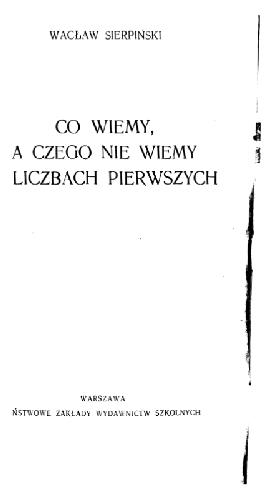 WACŁAW SIERPIŃSKI
CO WIEMY,
A CZEGO NIE WIEMY
LICZBACH PIERWSZYCH
WARSZAWA
ŃSTWOWE ZAKŁADY WYDAWNICTW SZKOLNYCH